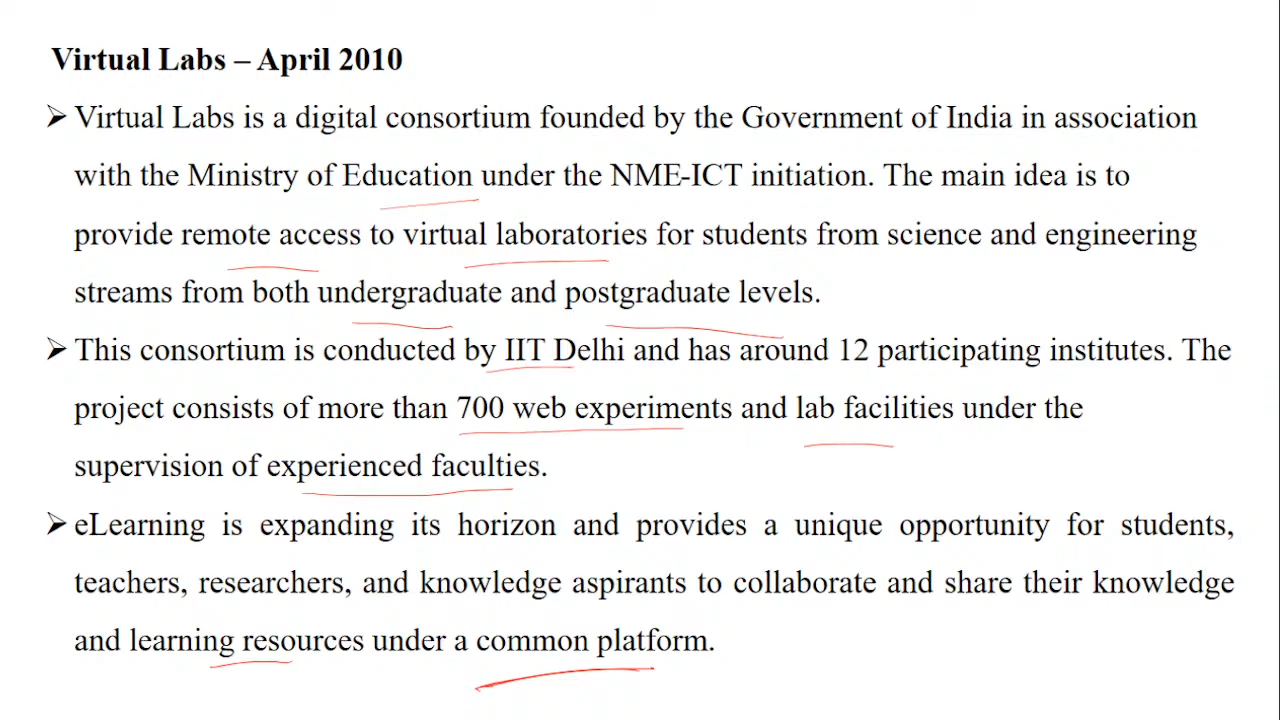 Virtual Labs – April 2010
➢ Virtual Labs is a digital consortium founded by the Government of India in association
with the Ministry of Education under the NME-ICT initiation. The main idea is to
provide remote access to virtual laboratories for students from science and engineering
streams from both undergraduate and postgraduate levels.
➢ This consortium is conducted by IIT Delhi and has around 12 participating institutes. The
project consists of more than 700 web experiments and lab facilities under the
supervision of experienced faculties.
➢ eLearning is expanding its horizon and provides a unique opportunity for students,
teachers, researchers, and knowledge aspirants to collaborate and share their knowledge
and learning resources under a common platform.